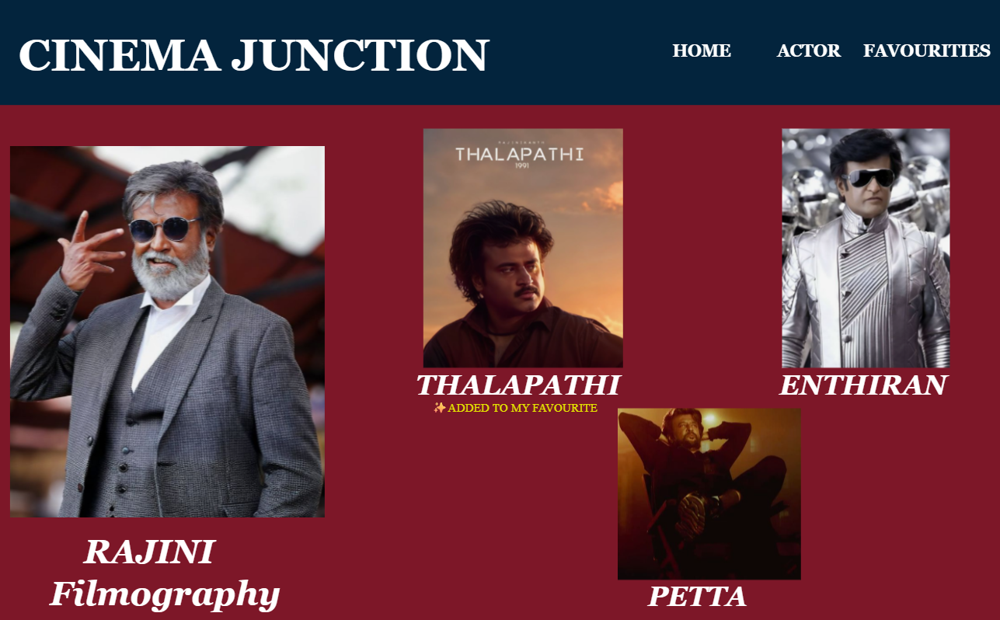 CINEMA JUNCTION
HOME ACTOR FAVOURITIES
RAJINIKANTH
THALAPATHI
1991
THALAPATHI
✨ADDED TO MY FAVOURITE
ENTHIRAN
PETTA
RAJINI
Filmography